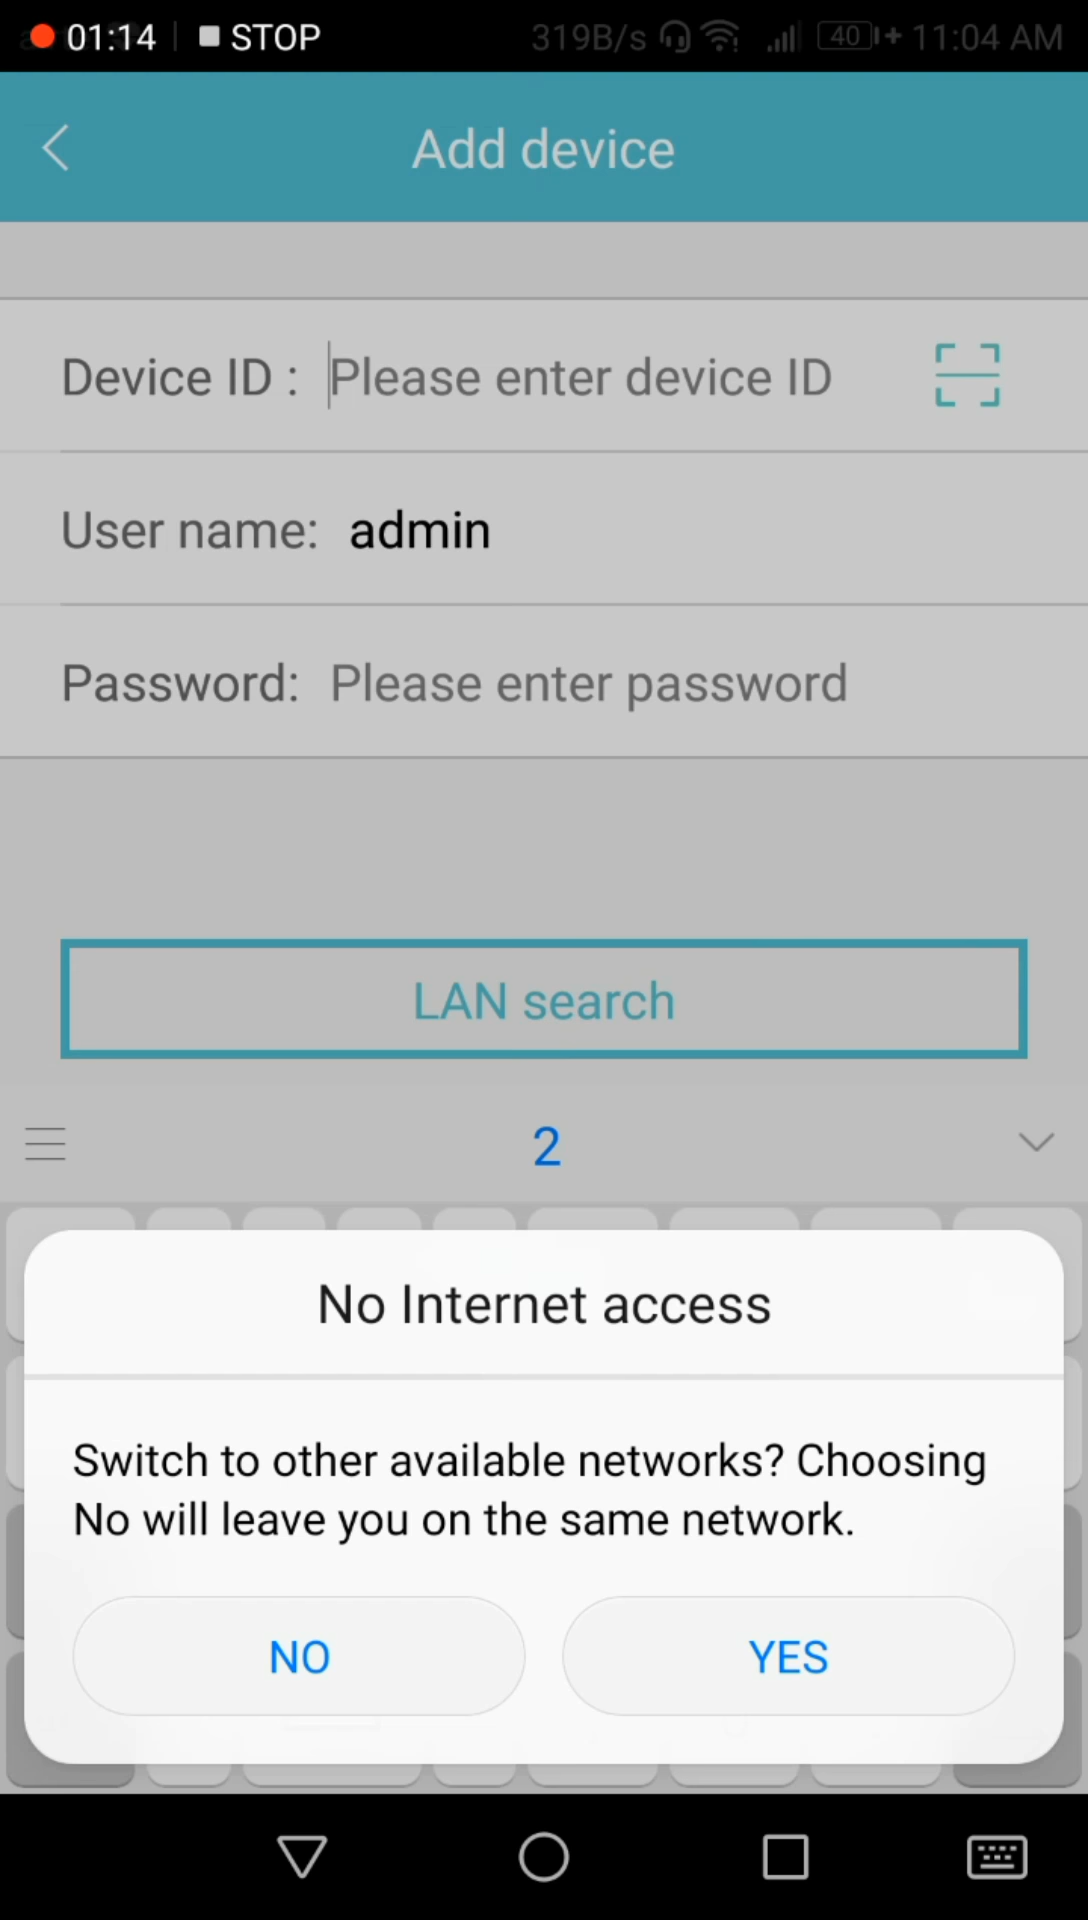 01:14 | STOP 319B/s 40 11:04 AM
Add device
Device ID : Please enter device ID
User name: admin
Password: Please enter password
LAN search
2
No Internet access
Switch to other available networks? Choosing
No will leave you on the same network.
NO YES